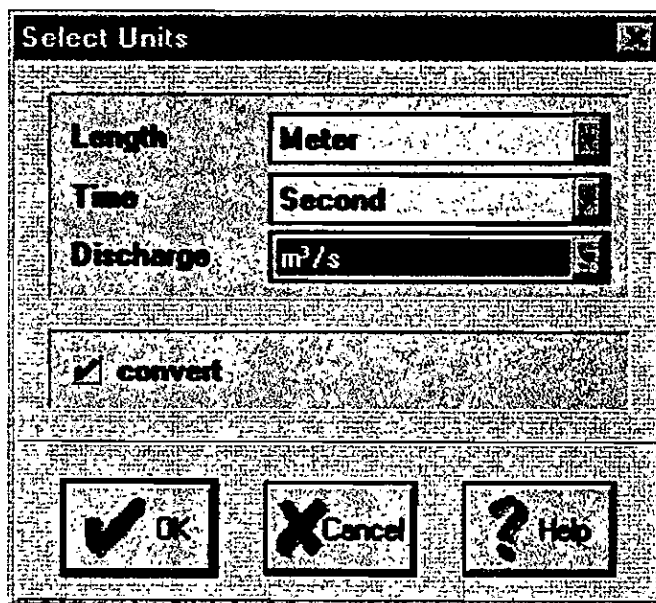 Select Units
Length Meter
Time Second
Discharge m³/s
convert
OK Cancel Help